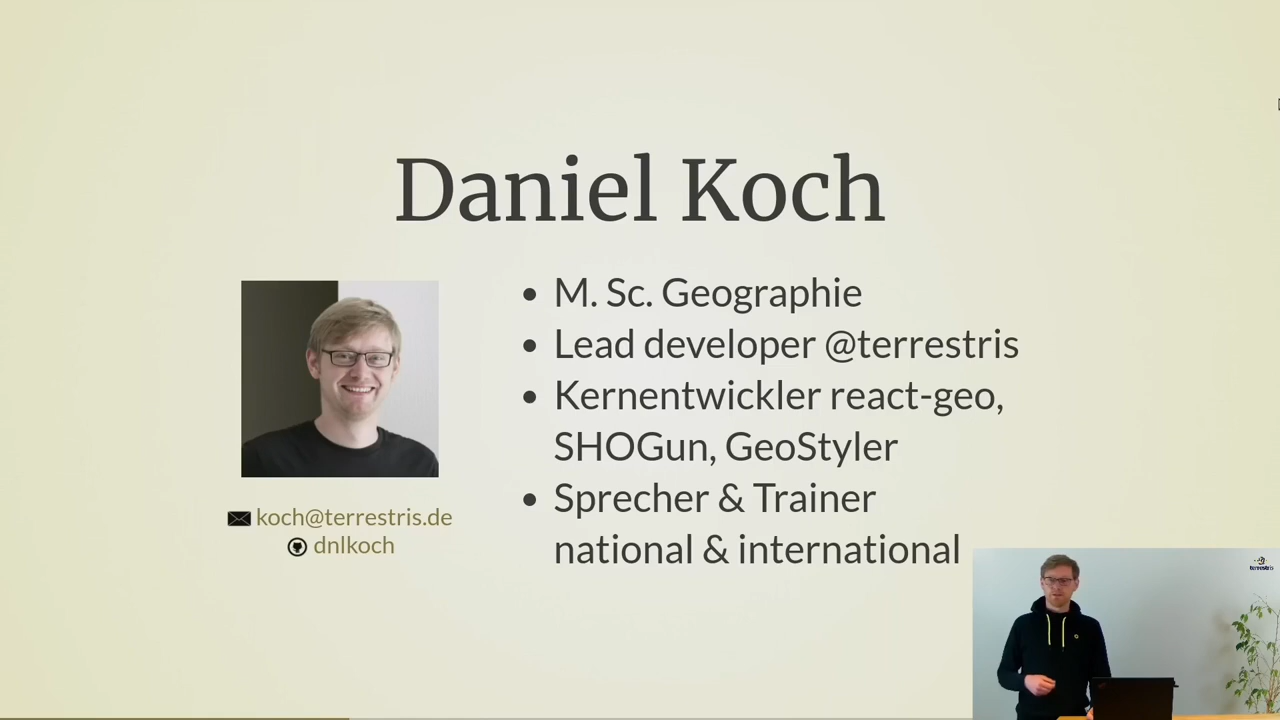 Daniel Koch
M. Sc. Geographie
Lead developer @terrestris
Kernentwickler react-geo,
SHOGun, GeoStyler
Sprecher & Trainer
national & international
koch@terrestris.de
dnlkoch
terrestris